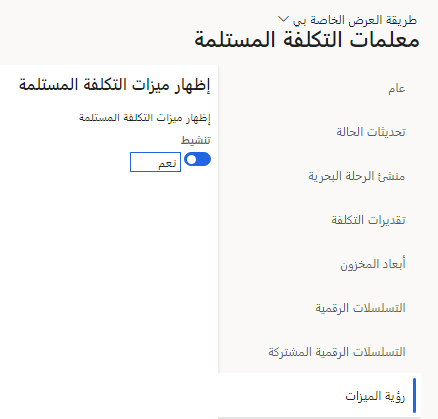 طريقة العرض الخاصة بي
معلمات التكلفة المستلمة
عام
تحديثات الحالة
منشئ الرحلة البحرية
تقديرات التكلفة
أبعاد المخزون
التسلسلات الرقمية
التسلسلات الرقمية المشتركة
رؤية الميزات
إظهار ميزات التكلفة المستلمة
إظهار ميزات التكلفة المستلمة
تنشيط
نعم